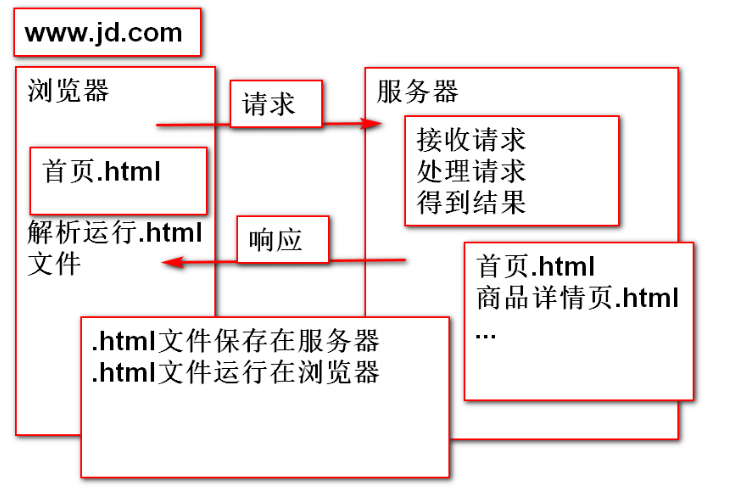 www.jd.com
浏览器
请求
服务器
接收请求
处理请求
得到结果
首页.html
解析运行.html
文件
响应
首页.html
商品详情页.html
...
.html文件保存在服务器
.html文件运行在浏览器